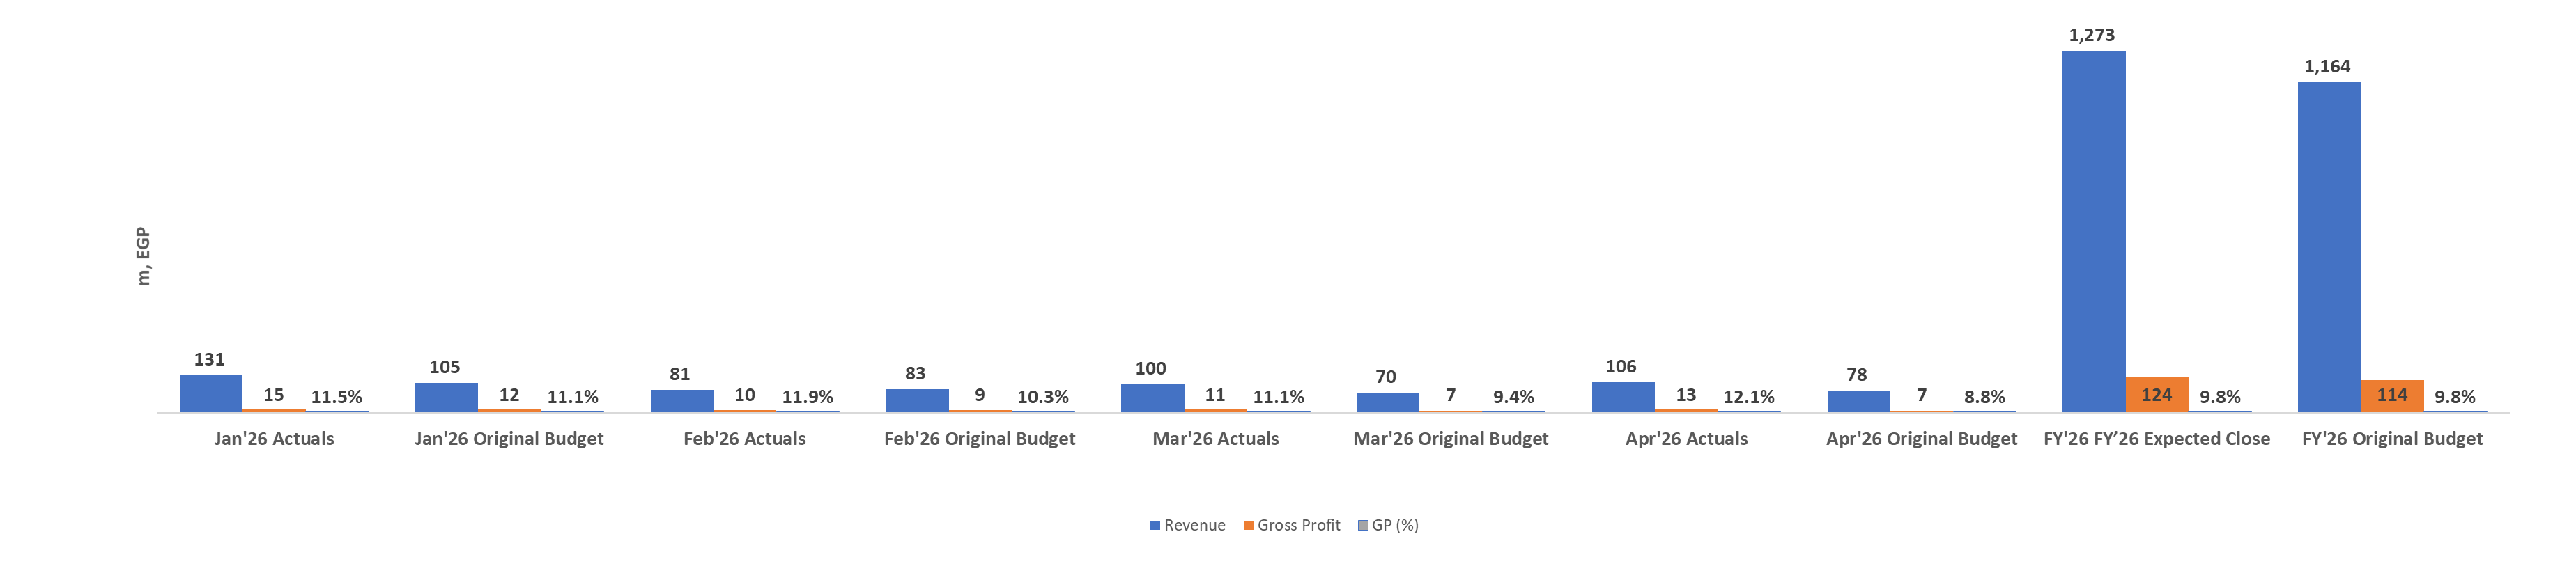 1,273
1,164
m, EGP
131
15
11.5%
105
12
11.1%
81
10
11.9%
83
9
10.3%
100
11
11.1%
70
7
9.4%
106
13
12.1%
78
7
8.8%
124
9.8%
114
9.8%
Jan'26 Actuals
Jan'26 Original Budget
Feb'26 Actuals
Feb'26 Original Budget
Mar'26 Actuals
Mar'26 Original Budget
Apr'26 Actuals
Apr'26 Original Budget
FY'26 FY’26 Expected Close
FY'26 Original Budget
Revenue
Gross Profit
GP (%)